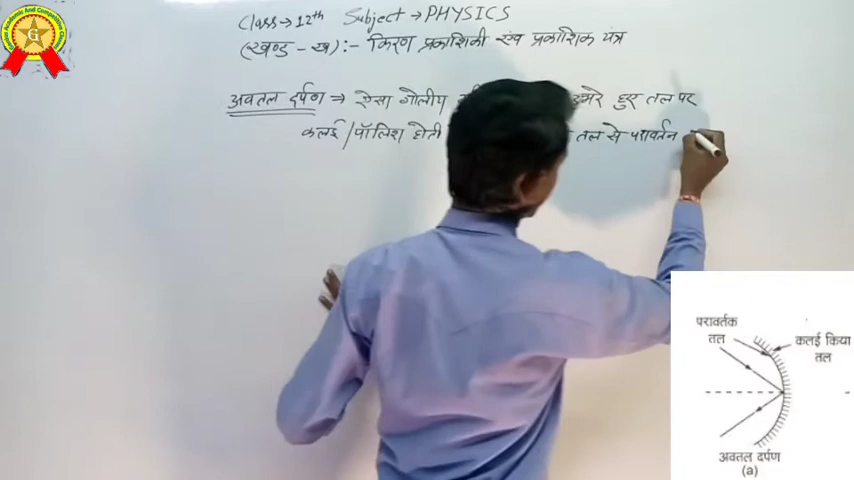 Class → 12th Subject → PHYSICS
(खण्ड - ख) :- किरण प्रकाशिकी एंव प्रकाशिक यंत्र
अवतल दर्पण ⇒ ऐसा गोलीय उभरे हुए तल पर
कलई / पॉलिश होती तल से परावर्तन
परावर्तक
तल
कलई किया
तल
अवतल दर्पण
(a)
G